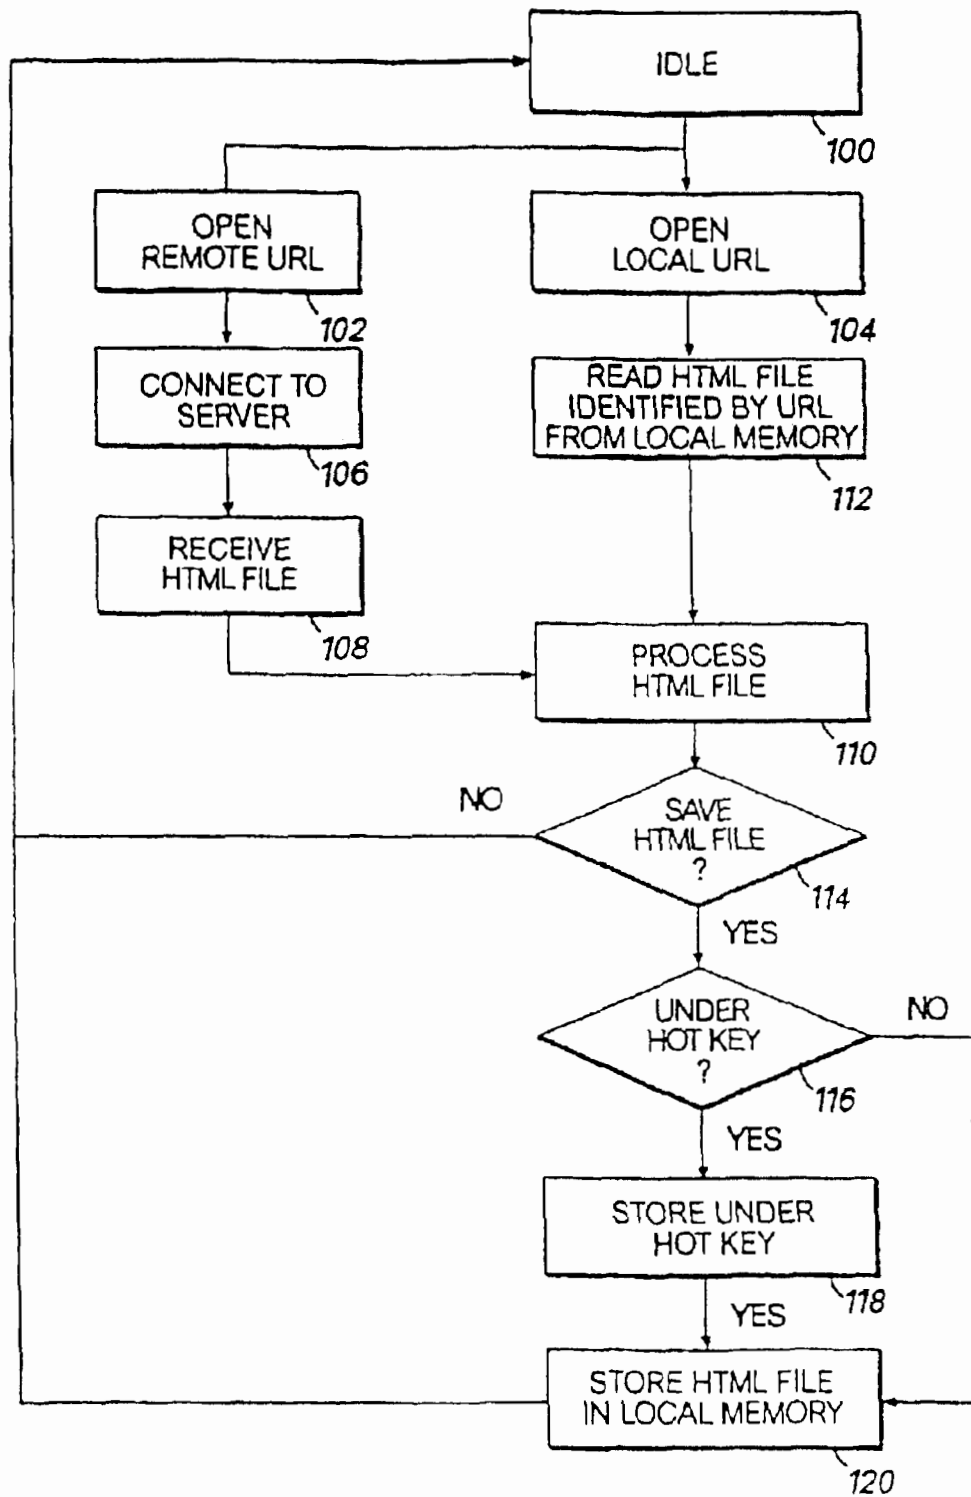 IDLE
100
OPEN
REMOTE URL
102
OPEN
LOCAL URL
104
CONNECT TO
SERVER
106
READ HTML FILE
IDENTIFIED BY URL
FROM LOCAL MEMORY
112
RECEIVE
HTML FILE
108
PROCESS
HTML FILE
110
NO
SAVE
HTML FILE
?
114
YES
UNDER
HOT KEY
?
NO
116
YES
STORE UNDER
HOT KEY
118
YES
STORE HTML FILE
IN LOCAL MEMORY
120